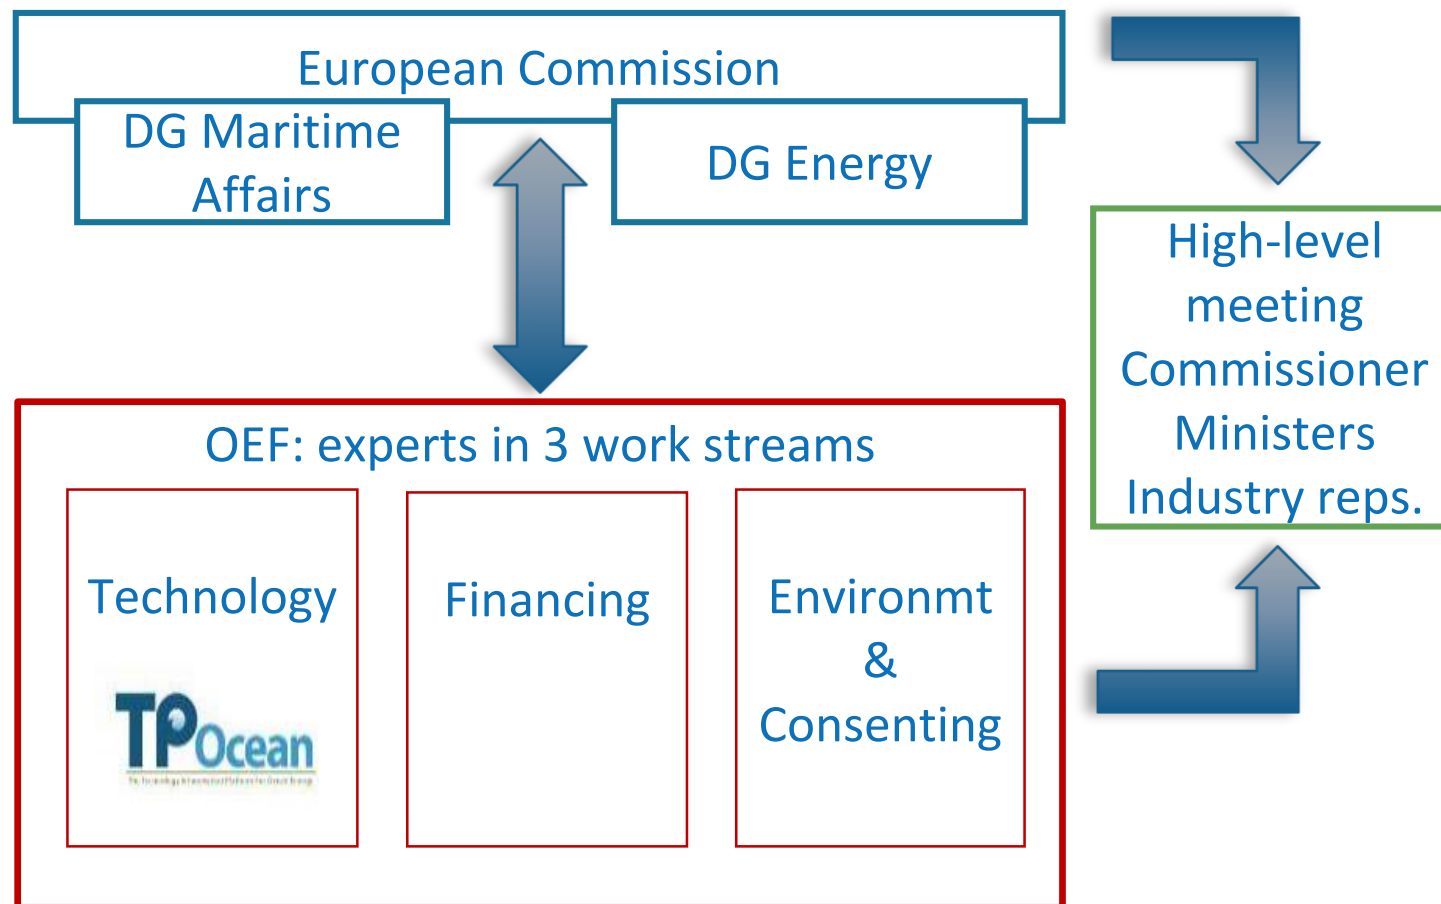 European Commission
DG Maritime
Affairs
DG Energy
High-level
meeting
Commissioner
Ministers
Industry reps.
OEF: experts in 3 work streams
Technology
TPOcean
Financing
Environmt
&
Consenting